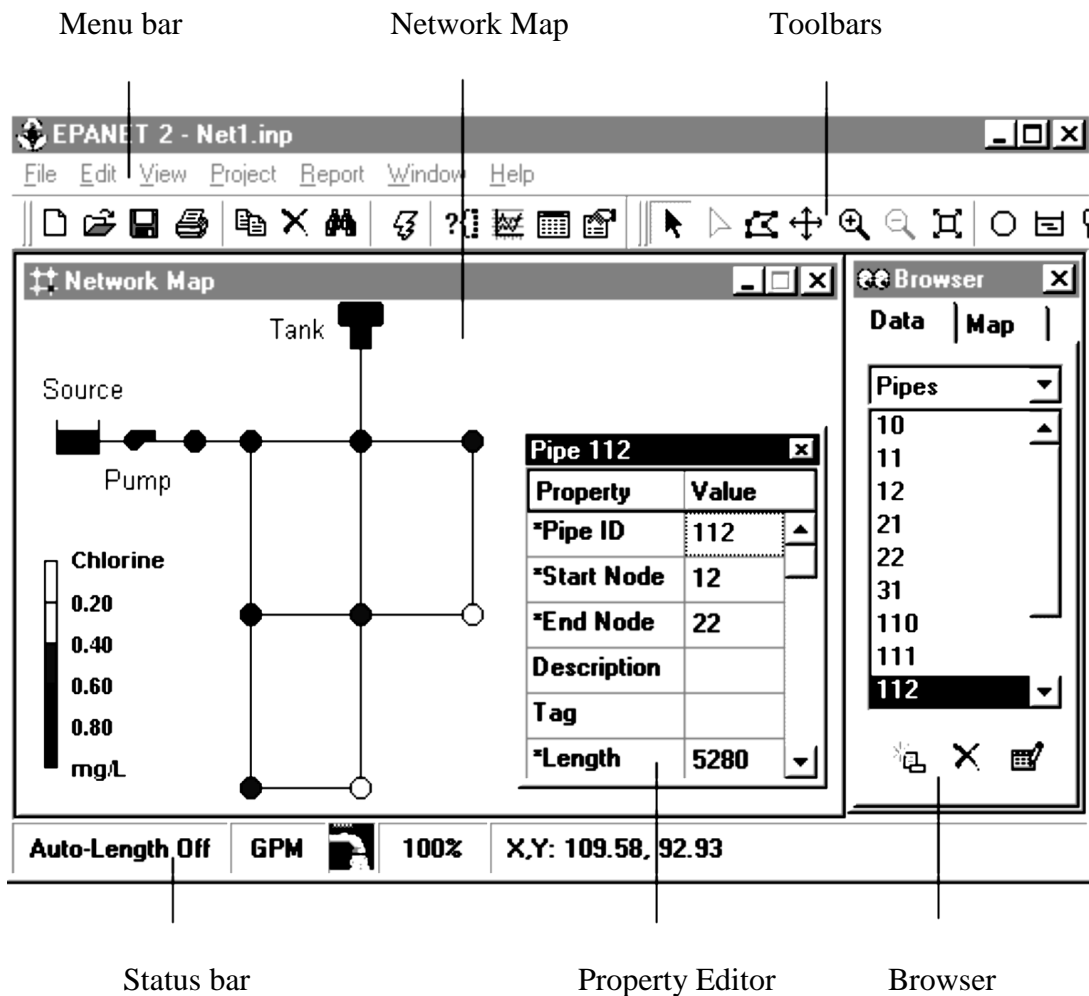 Menu bar Network Map Toolbars
EPANET 2 - Net1.inp
File Edit View Project Report Window Help
Network Map
Browser
Data Map
Tank
Source
Pump
Pipes
10
11
12
21
22
31
110
111
112
Pipe 112
Property Value
*Pipe ID 112
*Start Node 12
*End Node 22
Description
Tag
*Length 5280
Chlorine
0.20
0.40
0.60
0.80
mg/L
Auto-Length Off GPM 100% X,Y: 109.58, 92.93
Status bar Property Editor Browser